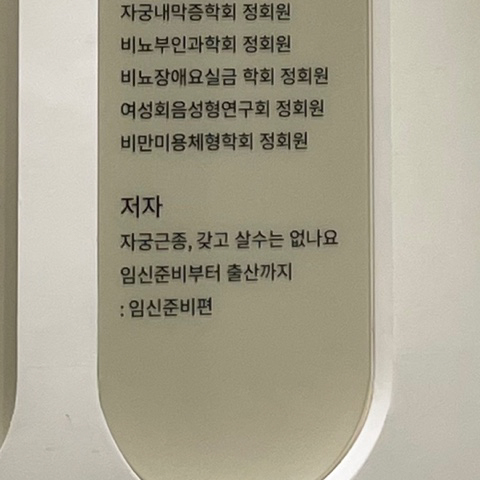 자궁내막증학회 정회원
비뇨부인과학회 정회원
비뇨장애요실금 학회 정회원
여성회음성형연구회 정회원
비만미용체형학회 정회원
저자
자궁근종, 갖고 살수는 없나요
임신준비부터 출산까지
: 임신준비편